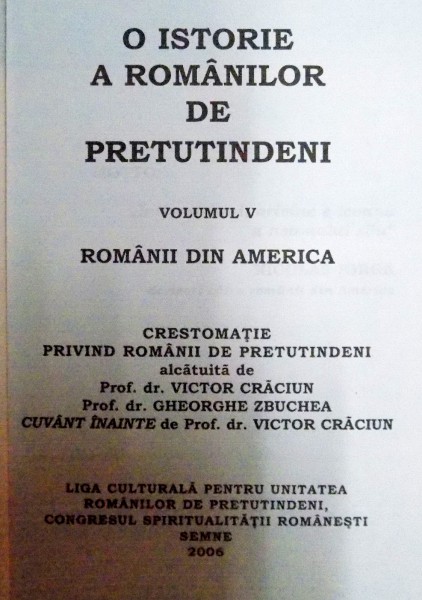 O ISTORIE
A ROMÂNILOR
DE
PRETUTINDENI
VOLUMUL V
ROMÂNII DIN AMERICA
CRESTOMAȚIE
PRIVIND ROMÂNII DE PRETUTINDENI
alcătuită de
Prof. dr. VICTOR CRĂCIUN
Prof. dr. GHEORGHE ZBUCHEA
CUVÂNT ÎNAINTE de Prof. dr. VICTOR CRĂCIUN
LIGA CULTURALĂ PENTRU UNITATEA
ROMÂNILOR DE PRETUTINDENI,
CONGRESUL SPIRITUALITĂȚII ROMÂNEȘTI
SEMNE
2006